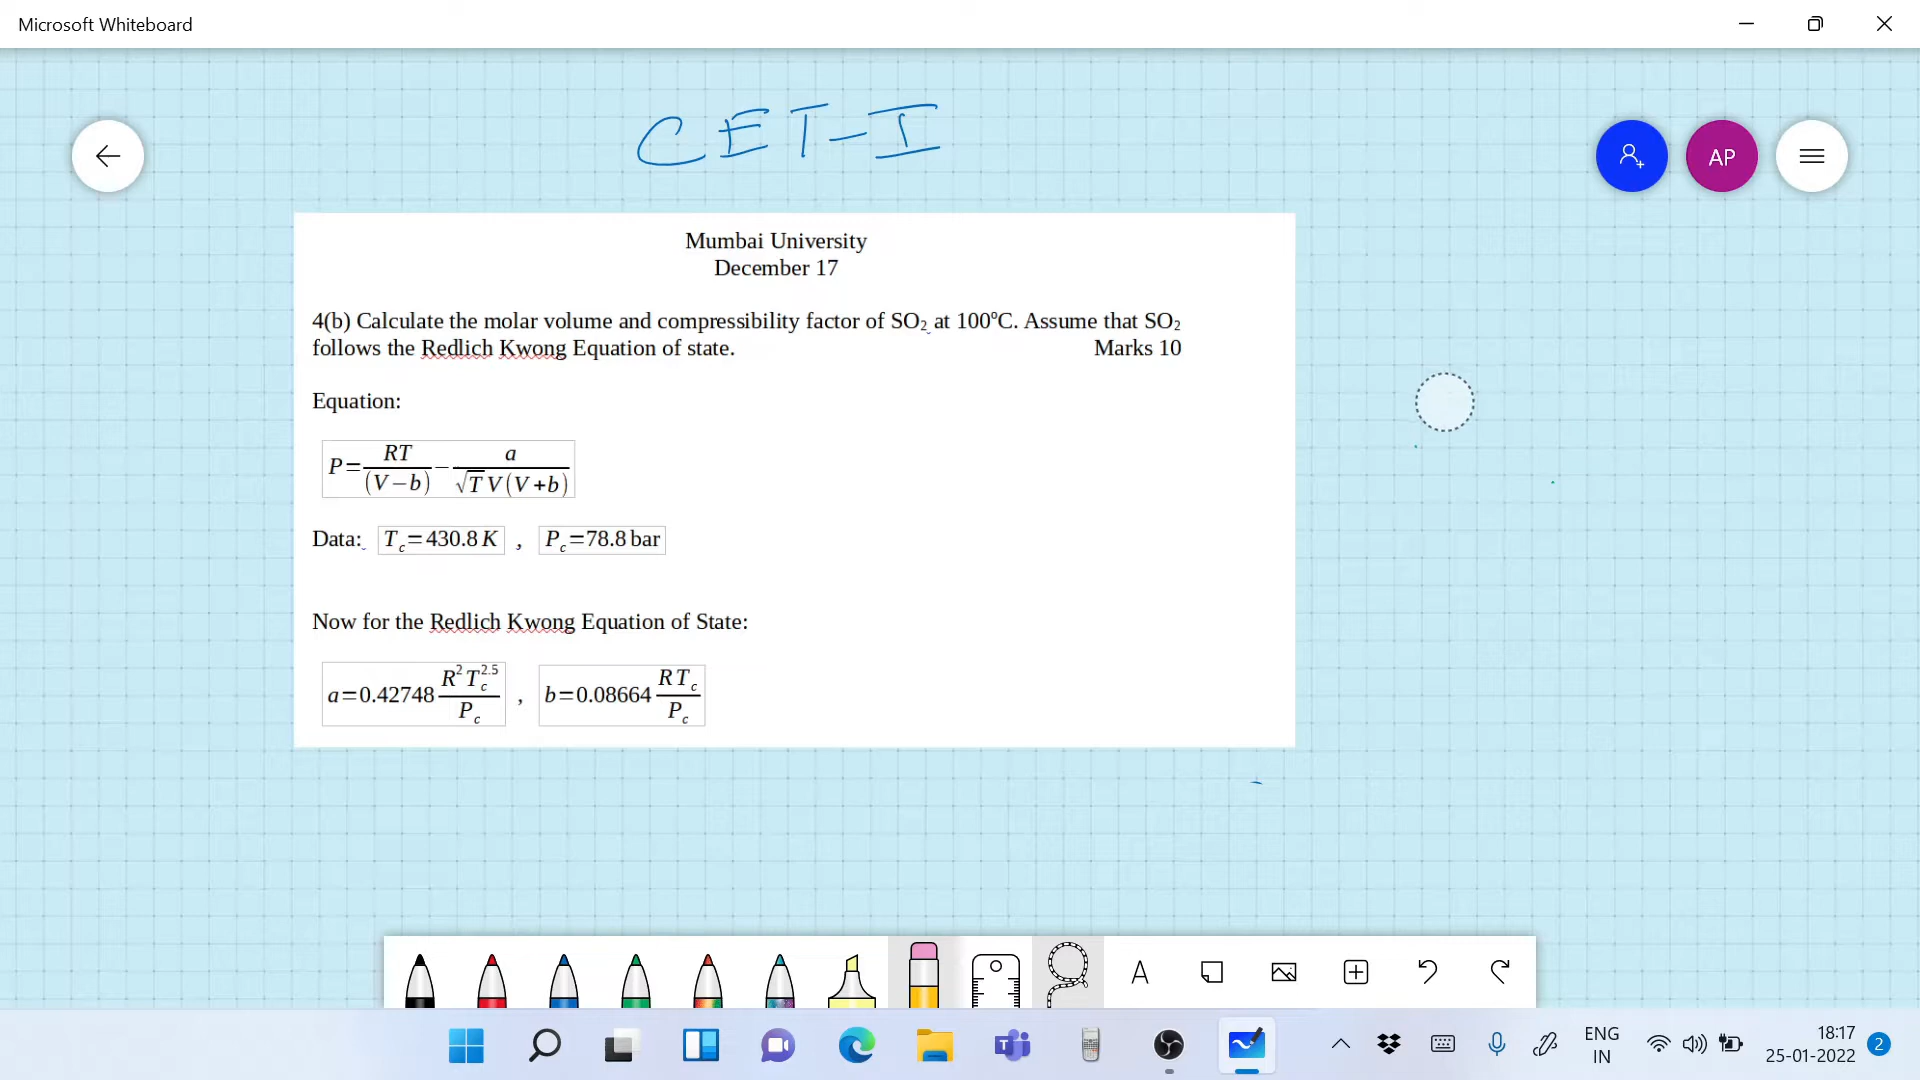 Microsoft Whiteboard
CET-I
AP
Mumbai University
December 17
4(b) Calculate the molar volume and compressibility factor of SO₂ at 100ºC. Assume that SO₂
follows the Redlich Kwong Equation of state. Marks 10
Equation:
P=RT/(V−b)−a/(√T V(V+b))
Data: T_c=430.8 K , P_c=78.8 bar
Now for the Redlich Kwong Equation of State:
a=0.42748 R²T_c^2.5/P_c , b=0.08664 RT_c/P_c
A
T
ENG
IN
18:17
25-01-2022
2